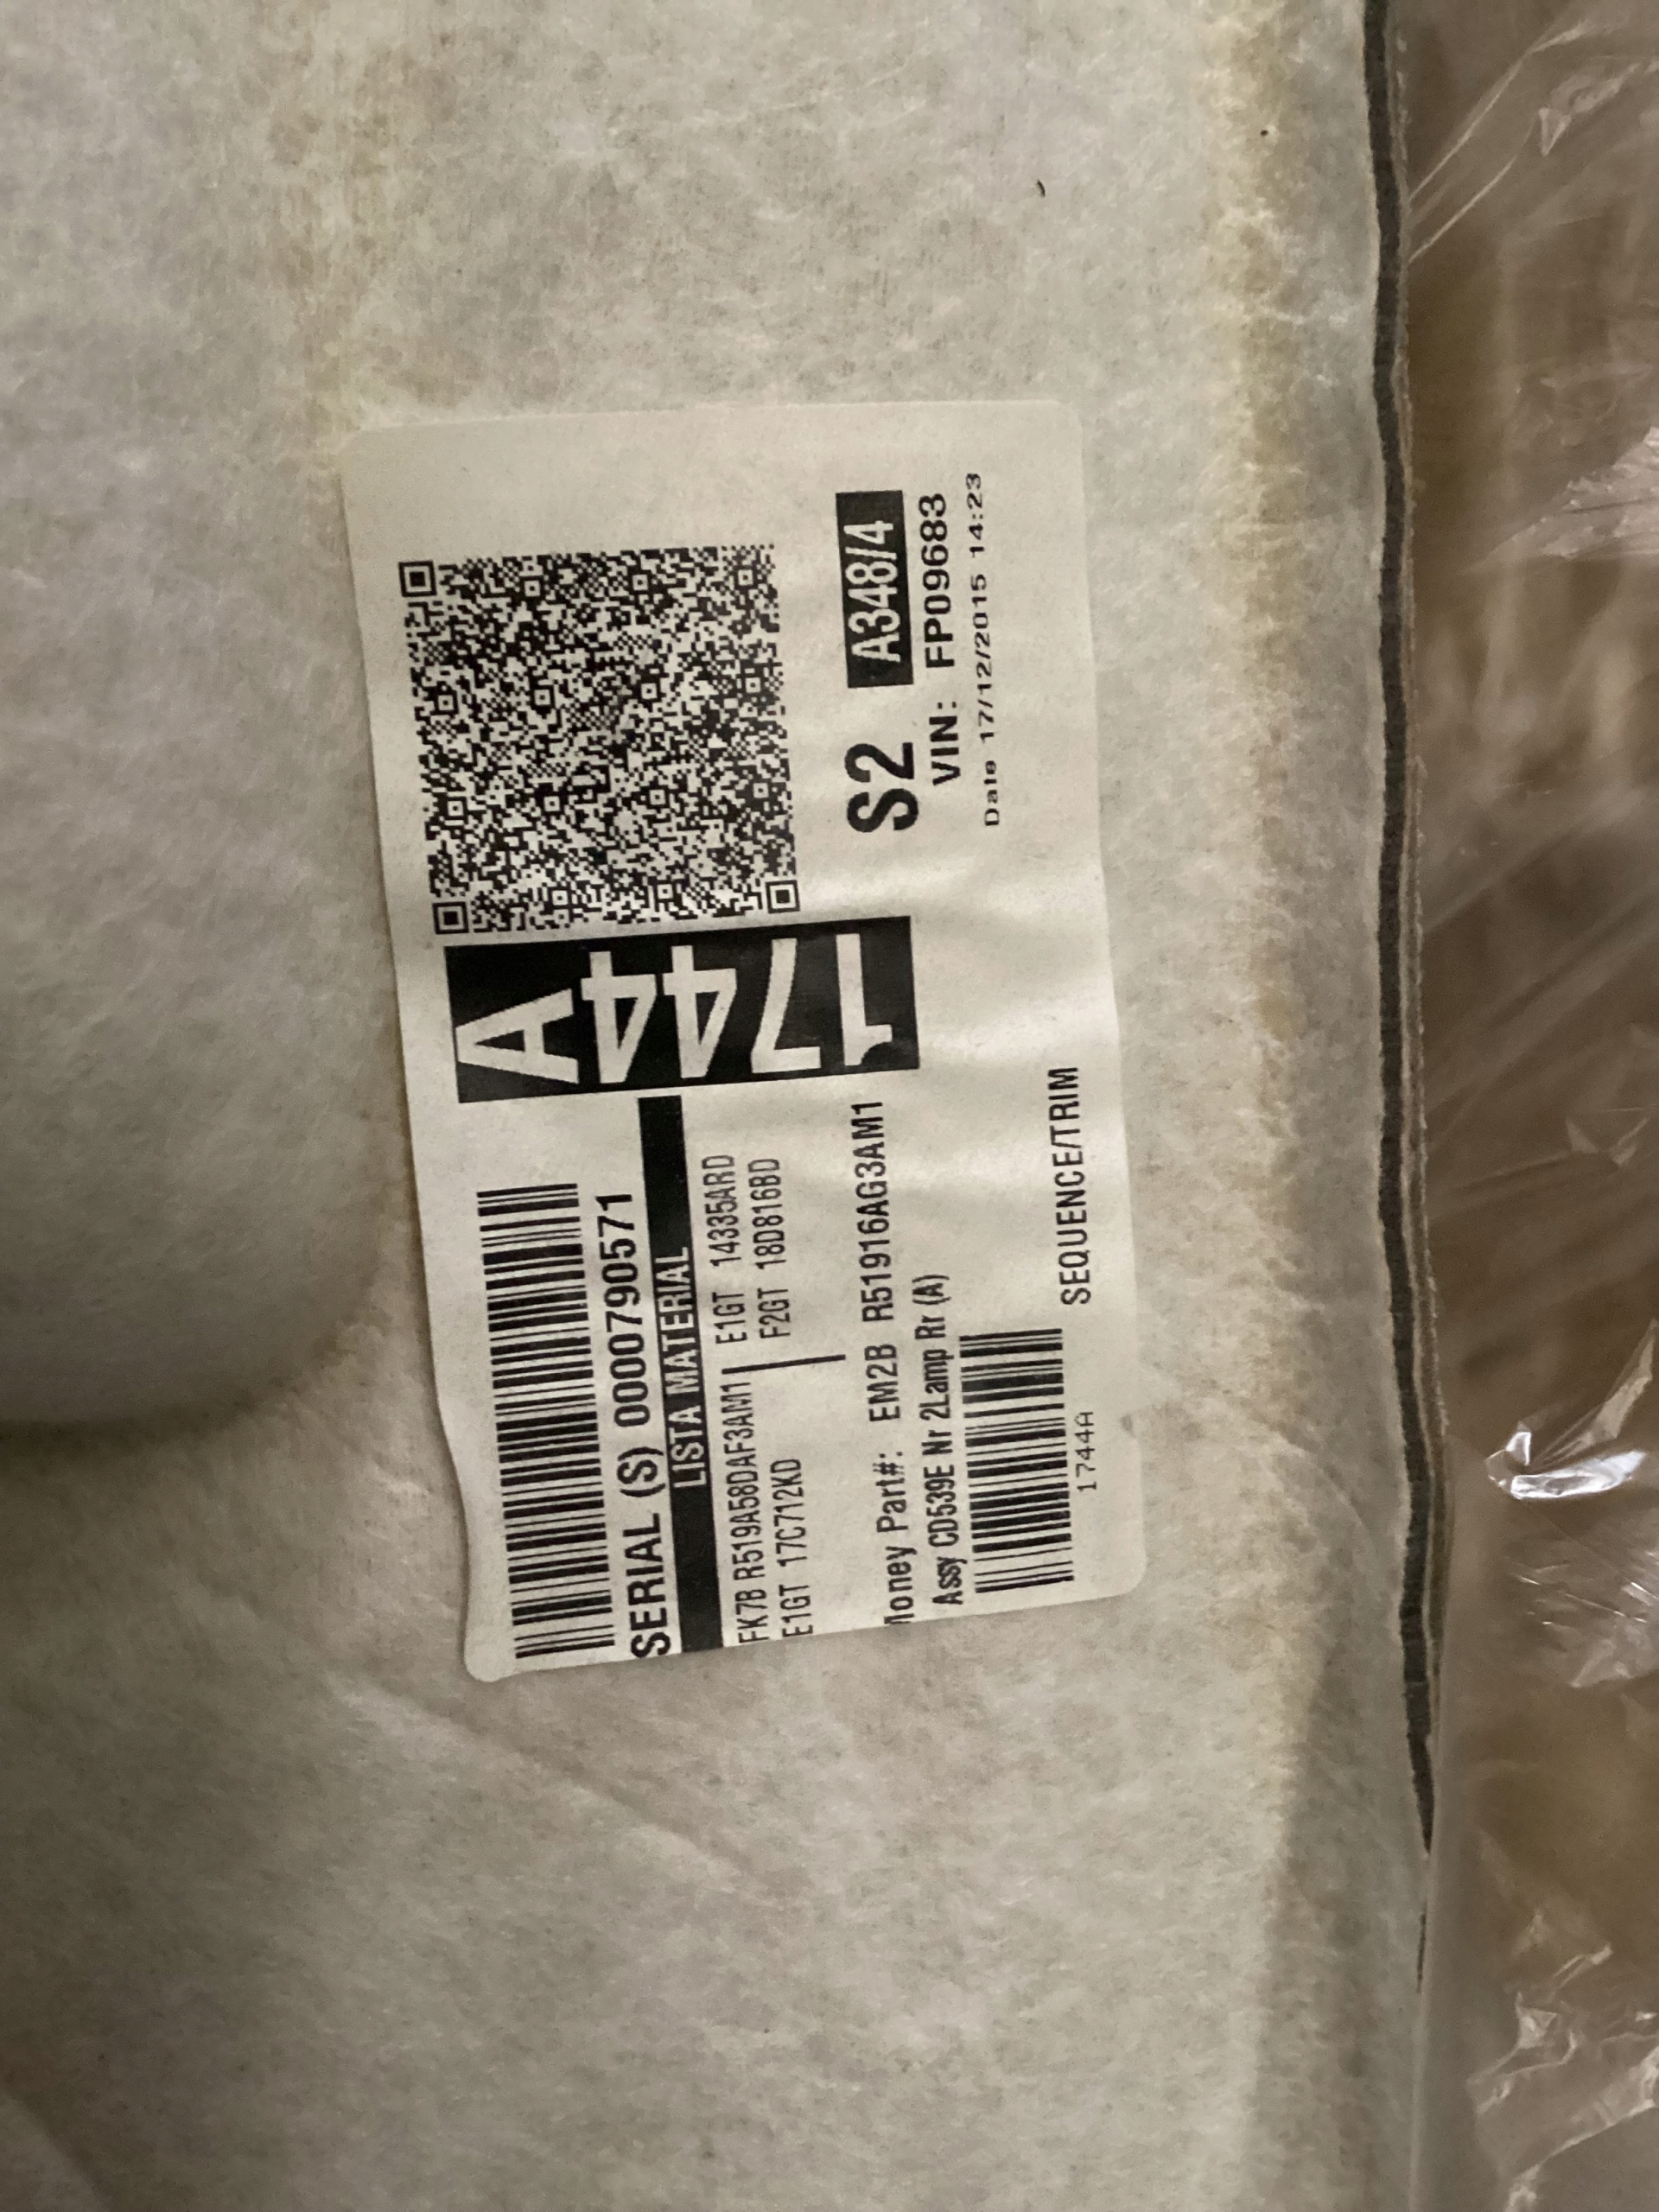 SERIAL (S) 0000790571
LISTA MATERIAL
FK7B R519A58DAF3AM1 E1GT 14335ARD
E1GT 17C712KD F2GT 18D816BD
Money Part#: EM2B R51916AG3AM1
Assy CD539E Nr 2Lamp Rr (A)
1744A
SEQUENCE/TRIM
1744A
S2 A348/4
VIN: FP09683
Date 17/12/2015 14:23